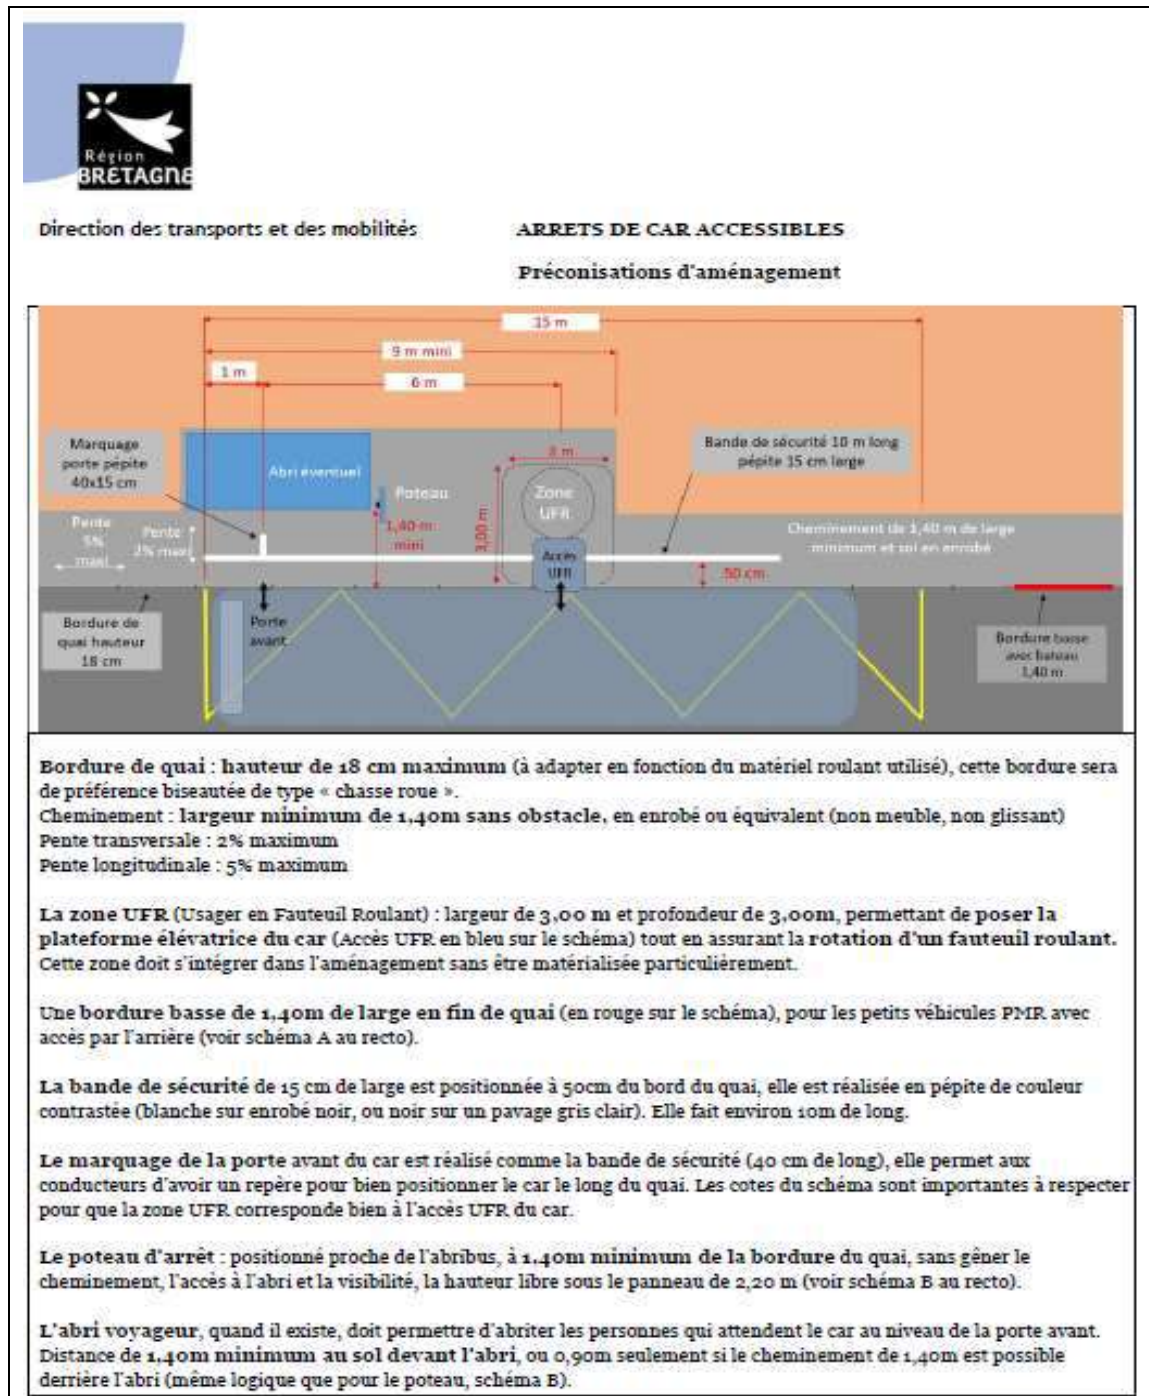 Région
BRETAGNE
Direction des transports et des mobilités
ARRETS DE CAR ACCESSIBLES
Préconisations d'aménagement
15 m
9 m mini
1 m
6 m
Marquage
porte pépite
40x15 cm
Abri éventuel
Poteau
3 m
Zone
UFR
Bande de sécurité 10 m long
pépite 15 cm large
Pente
5%
maxi
Pente
2% maxi
1,40 m
mini
3,00 m
Accès
UFR
Cheminement de 1,40 m de large
minimum et sol en enrobé
50 cm
Bordure de
quai hauteur
18 cm
Porte
avant
Bordure basse
avec bateau
1,40 m
Bordure de quai : hauteur de 18 cm maximum (à adapter en fonction du matériel roulant utilisé), cette bordure sera
de préférence biseautée de type « chasse roue ».
Cheminement : largeur minimum de 1,40m sans obstacle, en enrobé ou équivalent (non meuble, non glissant)
Pente transversale : 2% maximum
Pente longitudinale : 5% maximum
La zone UFR (Usager en Fauteuil Roulant) : largeur de 3,00 m et profondeur de 3,00m, permettant de poser la
plateforme élévatrice du car (Accès UFR en bleu sur le schéma) tout en assurant la rotation d'un fauteuil roulant.
Cette zone doit s'intégrer dans l'aménagement sans être matérialisée particulièrement.
Une bordure basse de 1,40m de large en fin de quai (en rouge sur le schéma), pour les petits véhicules PMR avec
accès par l'arrière (voir schéma A au recto).
La bande de sécurité de 15 cm de large est positionnée à 50cm du bord du quai, elle est réalisée en pépite de couleur
contrastée (blanche sur enrobé noir, ou noir sur un pavage gris clair). Elle fait environ 10m de long.
Le marquage de la porte avant du car est réalisé comme la bande de sécurité (40 cm de long), elle permet aux
conducteurs d'avoir un repère pour bien positionner le car le long du quai. Les cotes du schéma sont importantes à respecter
pour que la zone UFR corresponde bien à l'accès UFR du car.
Le poteau d'arrêt : positionné proche de l'abribus, à 1,40m minimum de la bordure du quai, sans gêner le
cheminement, l'accès à l'abri et la visibilité, la hauteur libre sous le panneau de 2,20 m (voir schéma B au recto).
L'abri voyageur, quand il existe, doit permettre d'abriter les personnes qui attendent le car au niveau de la porte avant.
Distance de 1,40m minimum au sol devant l'abri, ou 0,90m seulement si le cheminement de 1,40m est possible
derrière l'abri (même logique que pour le poteau, schéma B).